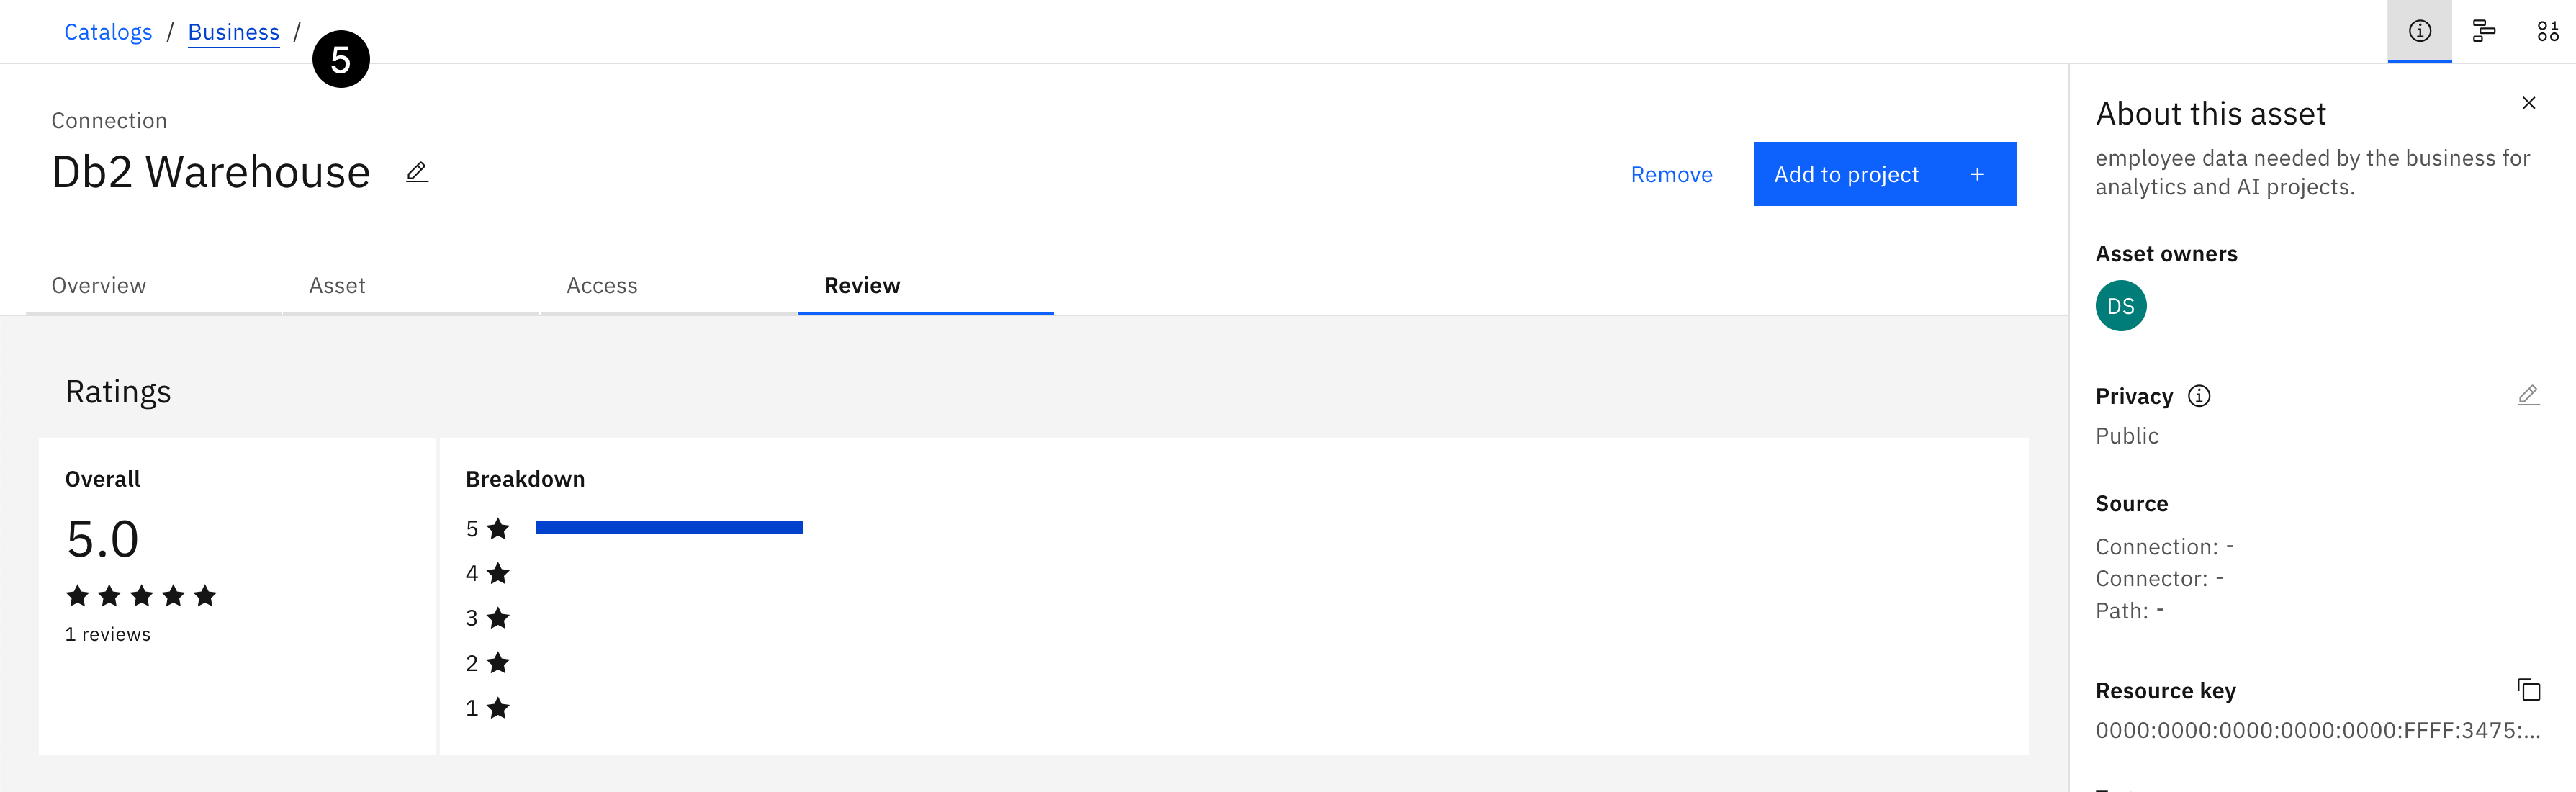 Catalogs / Business /
5
Connection
Db2 Warehouse
Remove
Add to project +
Overview
Asset
Access
Review
Ratings
Overall
5.0
1 reviews
Breakdown
5
4
3
2
1
About this asset
employee data needed by the business for
analytics and AI projects.
Asset owners
DS
Privacy
Public
Source
Connection: -
Connector: -
Path: -
Resource key
0000:0000:0000:0000:0000:FFFF:3475:...